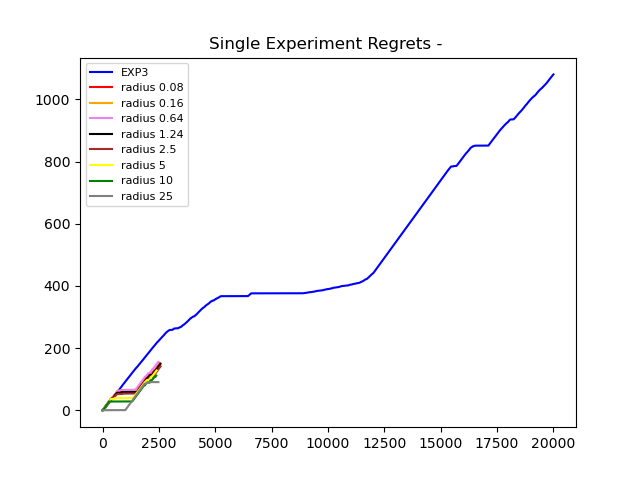 Single Experiment Regrets -
EXP3
radius 0.08
radius 0.16
radius 0.64
radius 1.24
radius 2.5
radius 5
radius 10
radius 25
1000
800
600
400
200
0
0 2500 5000 7500 10000 12500 15000 17500 20000